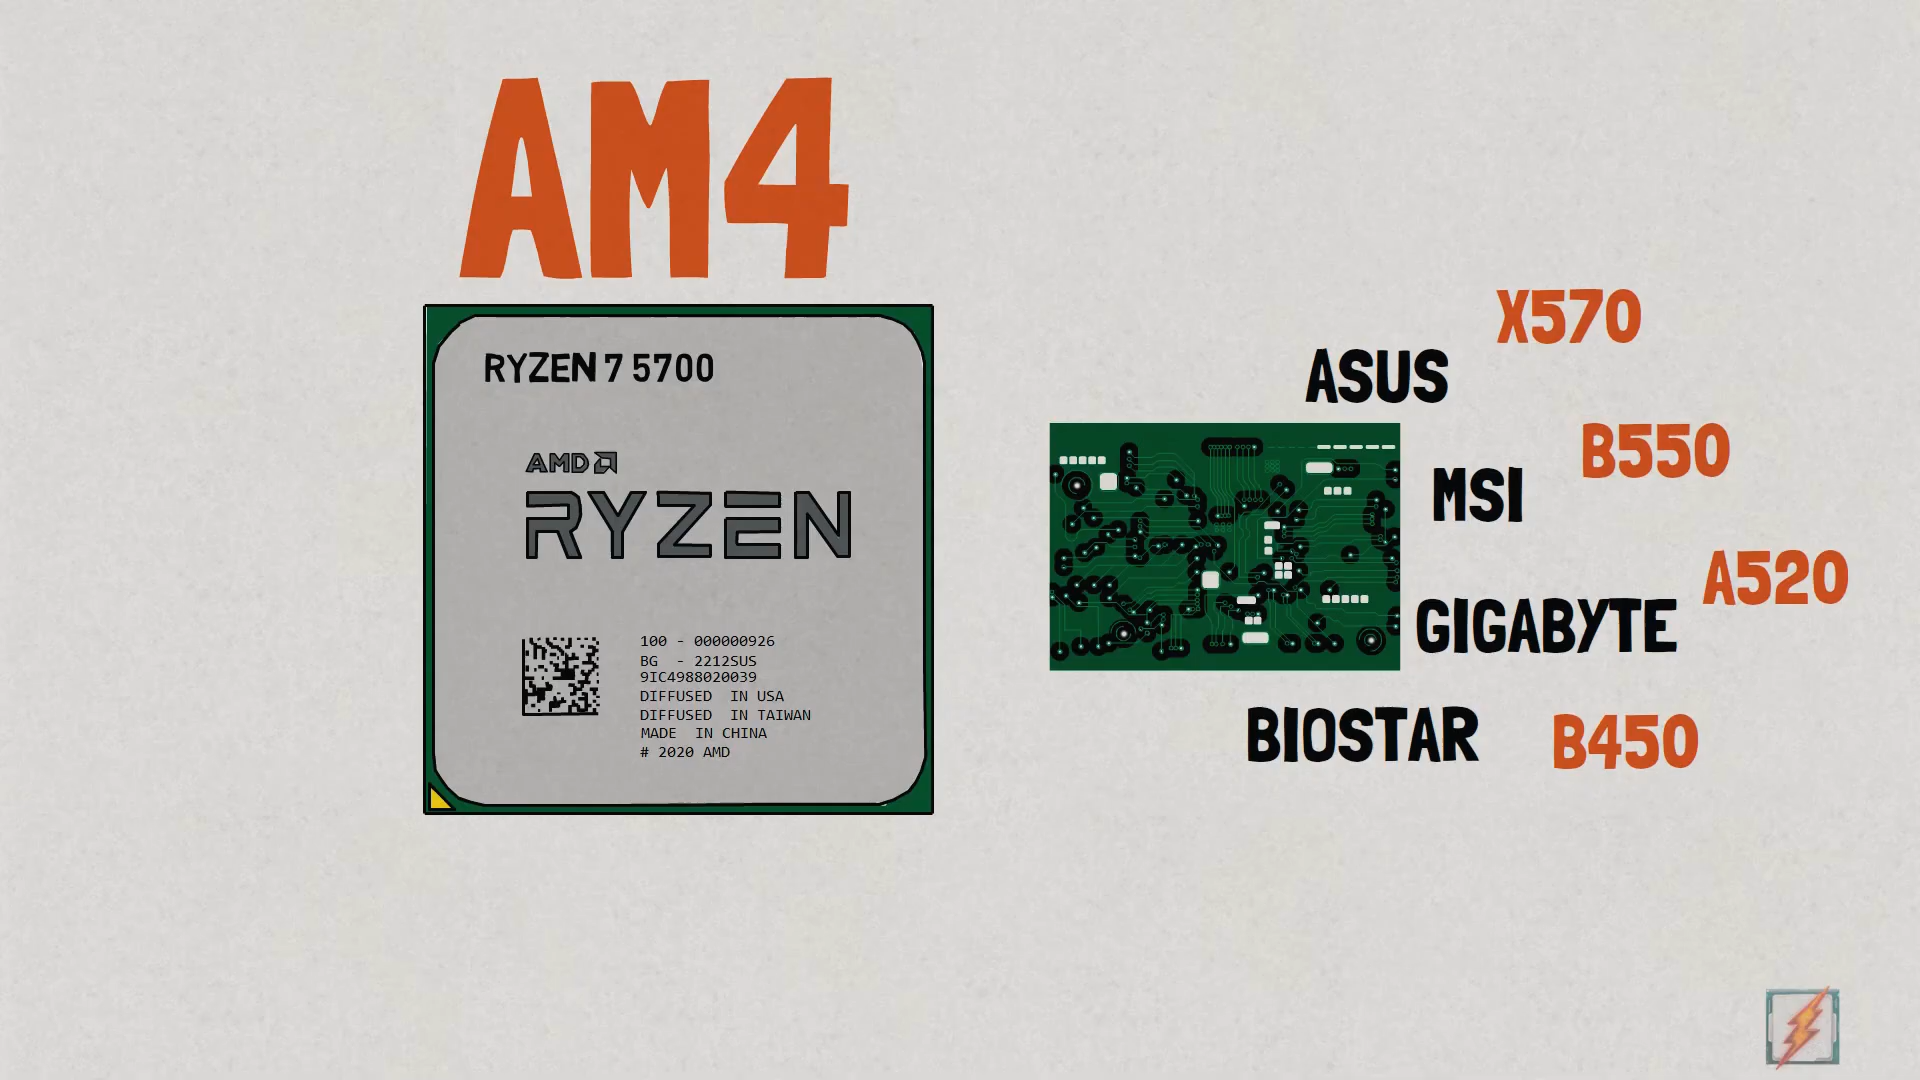 AM4
RYZEN 7 5700
AMD
RYZEN
100 - 000000926
BG - 2212SUS
9IC4988020039
DIFFUSED IN USA
DIFFUSED IN TAIWAN
MADE IN CHINA
# 2020 AMD
X570
ASUS
B550
MSI
A520
GIGABYTE
BIOSTAR
B450